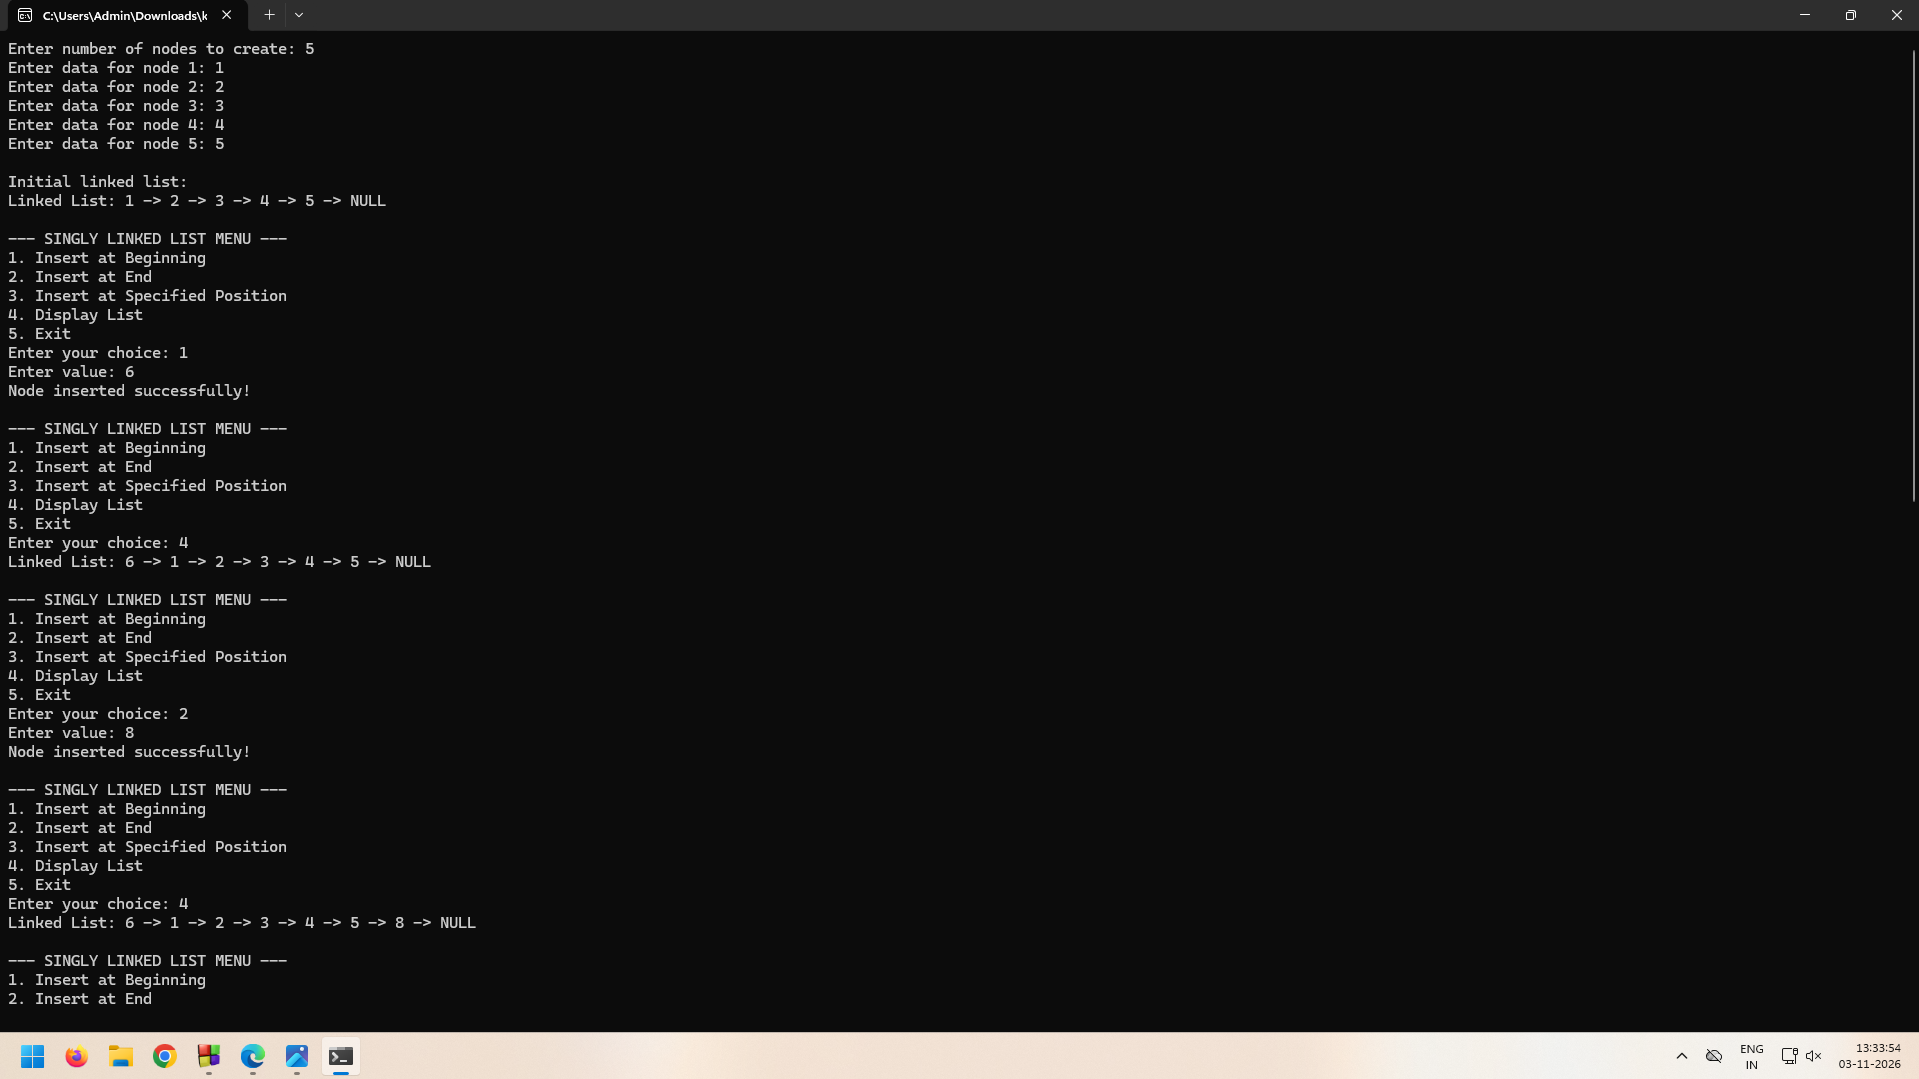 C:\Users\Admin\Downloads\k
Enter number of nodes to create: 5
Enter data for node 1: 1
Enter data for node 2: 2
Enter data for node 3: 3
Enter data for node 4: 4
Enter data for node 5: 5
Initial linked list:
Linked List: 1 -> 2 -> 3 -> 4 -> 5 -> NULL
--- SINGLY LINKED LIST MENU ---
1. Insert at Beginning
2. Insert at End
3. Insert at Specified Position
4. Display List
5. Exit
Enter your choice: 1
Enter value: 6
Node inserted successfully!
--- SINGLY LINKED LIST MENU ---
1. Insert at Beginning
2. Insert at End
3. Insert at Specified Position
4. Display List
5. Exit
Enter your choice: 4
Linked List: 6 -> 1 -> 2 -> 3 -> 4 -> 5 -> NULL
--- SINGLY LINKED LIST MENU ---
1. Insert at Beginning
2. Insert at End
3. Insert at Specified Position
4. Display List
5. Exit
Enter your choice: 2
Enter value: 8
Node inserted successfully!
--- SINGLY LINKED LIST MENU ---
1. Insert at Beginning
2. Insert at End
3. Insert at Specified Position
4. Display List
5. Exit
Enter your choice: 4
Linked List: 6 -> 1 -> 2 -> 3 -> 4 -> 5 -> 8 -> NULL
--- SINGLY LINKED LIST MENU ---
1. Insert at Beginning
2. Insert at End
ENG
IN
13:33:54
03-11-2026